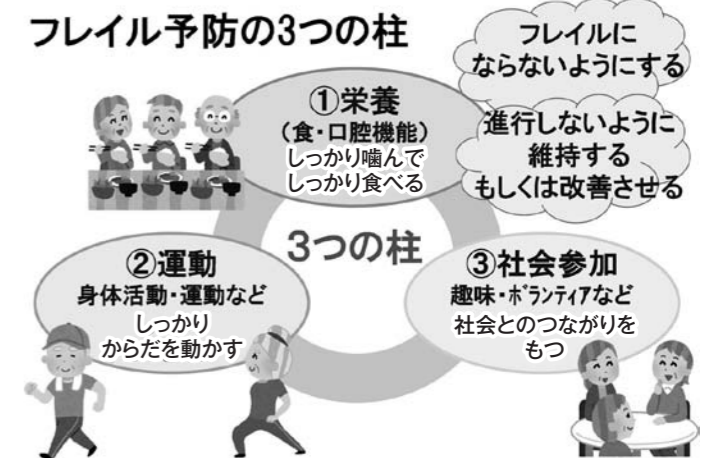 フレイル予防の3つの柱
フレイルに
ならないようにする
進行しないように
維持する
もしくは改善させる
①栄養
(食・口腔機能)
しっかり噛んで
しっかり食べる
3つの柱
②運動
身体活動・運動など
しっかり
からだを動かす
③社会参加
趣味・ボランティアなど
社会とのつながりを
もつ